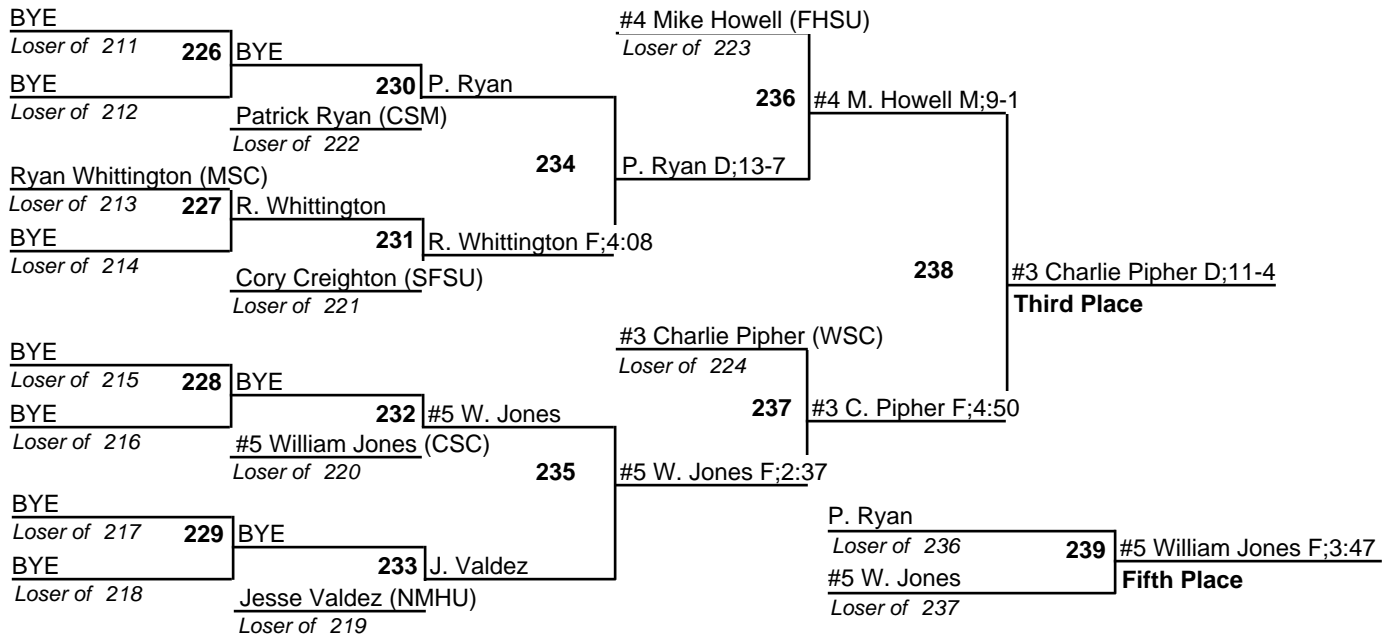 BYE
Loser of 211
226
BYE
BYE
Loser of 212
230
P. Ryan
Patrick Ryan (CSM)
Loser of 222
Ryan Whittington (MSC)
Loser of 213
227
R. Whittington
BYE
Loser of 214
231
R. Whittington F;4:08
Cory Creighton (SFSU)
Loser of 221
234
P. Ryan D;13-7
#4 Mike Howell (FHSU)
Loser of 223
236
#4 M. Howell M;9-1
BYE
Loser of 215
228
BYE
BYE
Loser of 216
232
#5 W. Jones
#5 William Jones (CSC)
Loser of 220
BYE
Loser of 217
229
BYE
BYE
Loser of 218
233
J. Valdez
Jesse Valdez (NMHU)
Loser of 219
235
#5 W. Jones F;2:37
#3 Charlie Pipher (WSC)
Loser of 224
237
#3 C. Pipher F;4:50
238
#3 Charlie Pipher D;11-4
Third Place
P. Ryan
Loser of 236
239
#5 William Jones F;3:47
#5 W. Jones
Fifth Place
Loser of 237